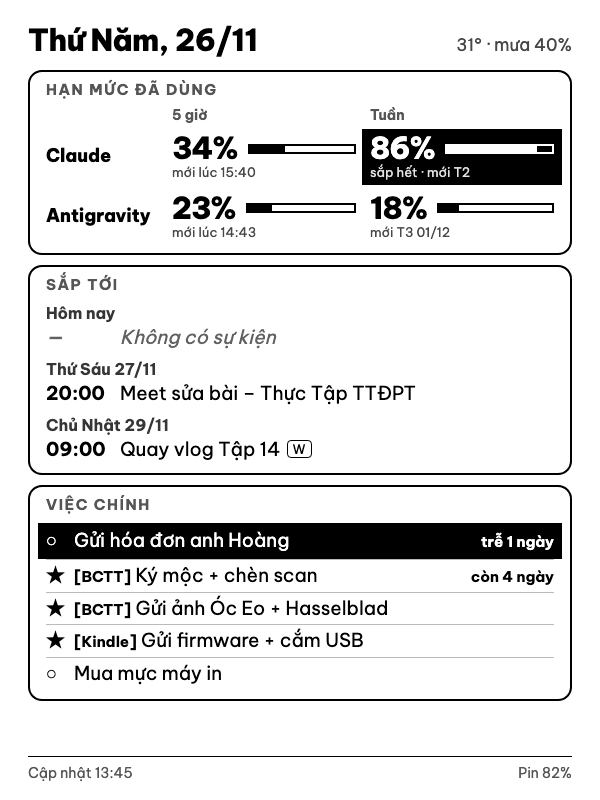 Thứ Năm, 26/11
31° · mưa 40%
HẠN MỨC ĐÃ DÙNG
5 giờ Tuần
Claude 34% 86%
mới lúc 15:40 sắp hết · mới T2
Antigravity 23% 18%
mới lúc 14:43 mới T3 01/12
SẮP TỚI
Hôm nay
– Không có sự kiện
Thứ Sáu 27/11
20:00 Meet sửa bài – Thực Tập TTĐPT
Chủ Nhật 29/11
09:00 Quay vlog Tập 14 W
VIỆC CHÍNH
○ Gửi hóa đơn anh Hoàng trễ 1 ngày
★ [BCTT] Ký mộc + chèn scan còn 4 ngày
★ [BCTT] Gửi ảnh Óc Eo + Hasselblad
★ [Kindle] Gửi firmware + cắm USB
○ Mua mực máy in
Cập nhật 13:45 Pin 82%